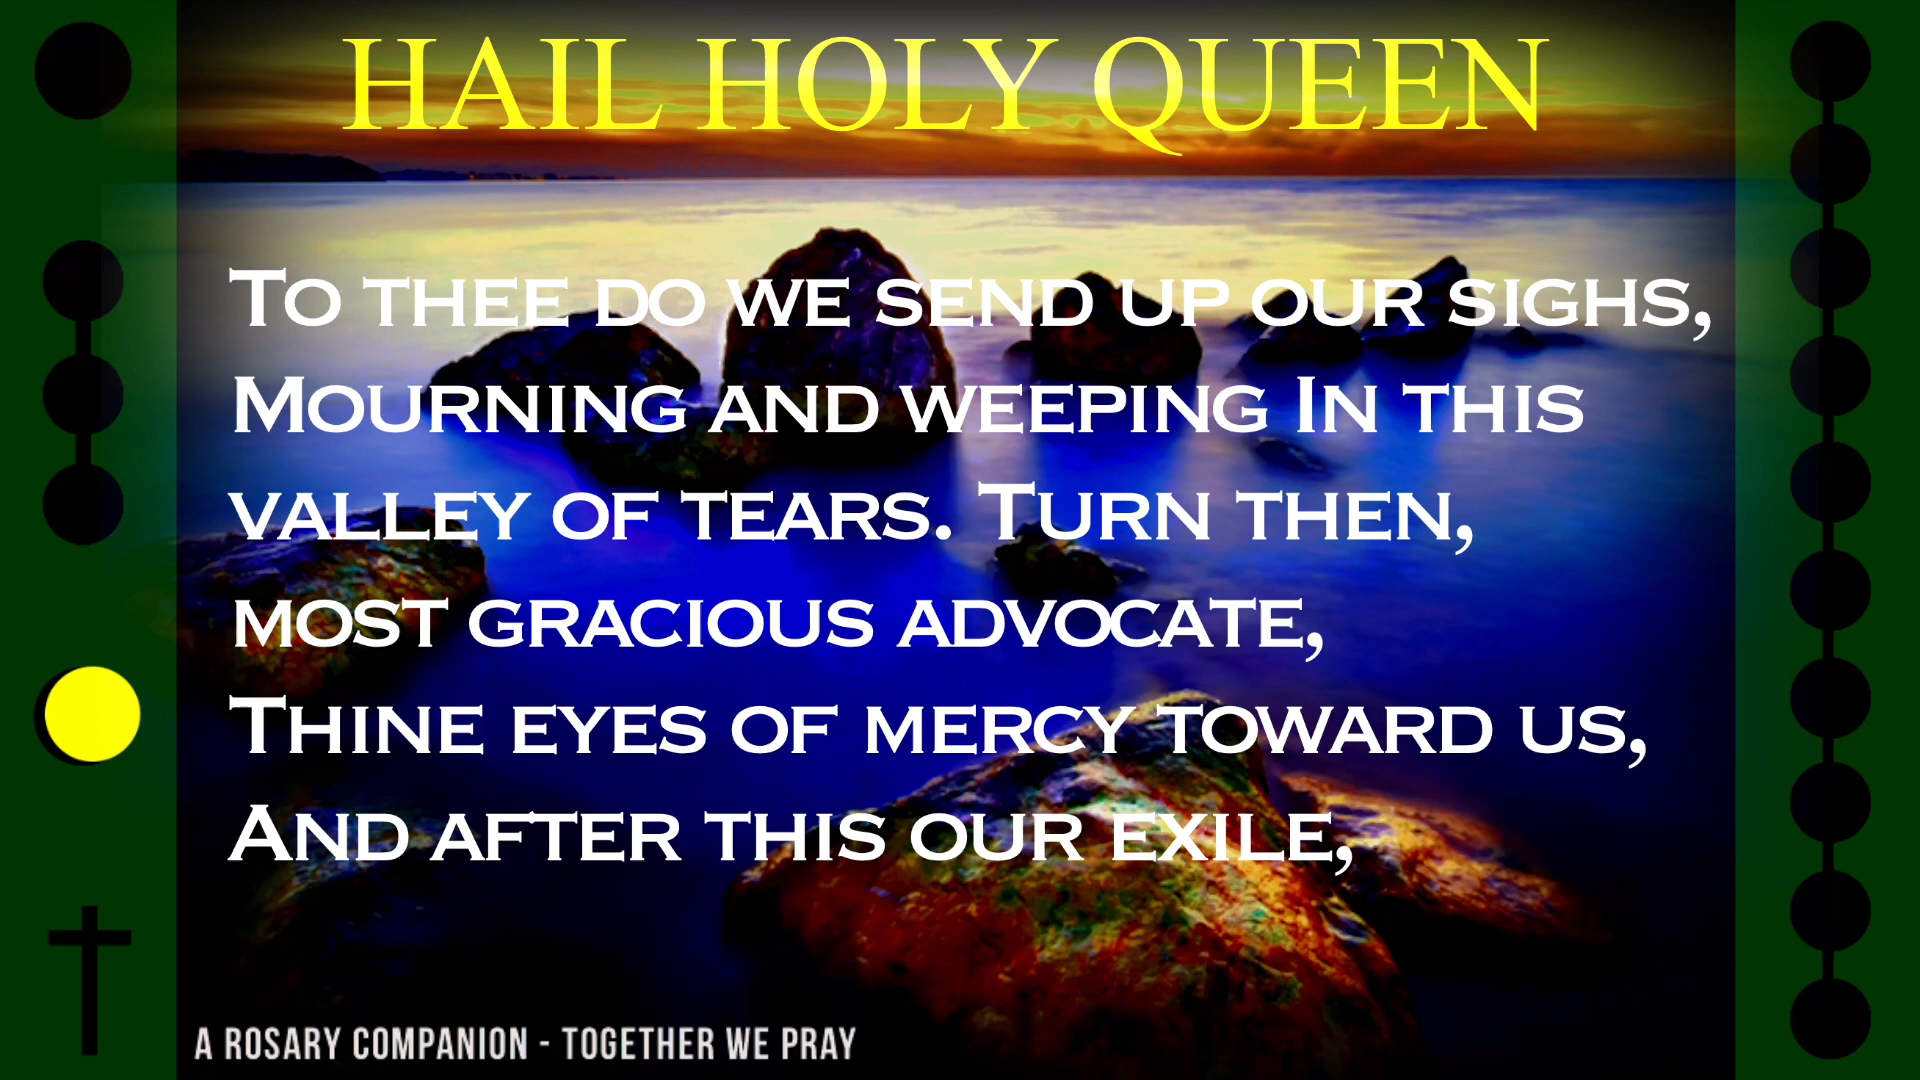 HAIL HOLY QUEEN
To thee do we send up our sighs,
Mourning and weeping In this
valley of tears. Turn then,
most gracious advocate,
Thine eyes of mercy toward us,
And after this our exile,
A ROSARY COMPANION - TOGETHER WE PRAY